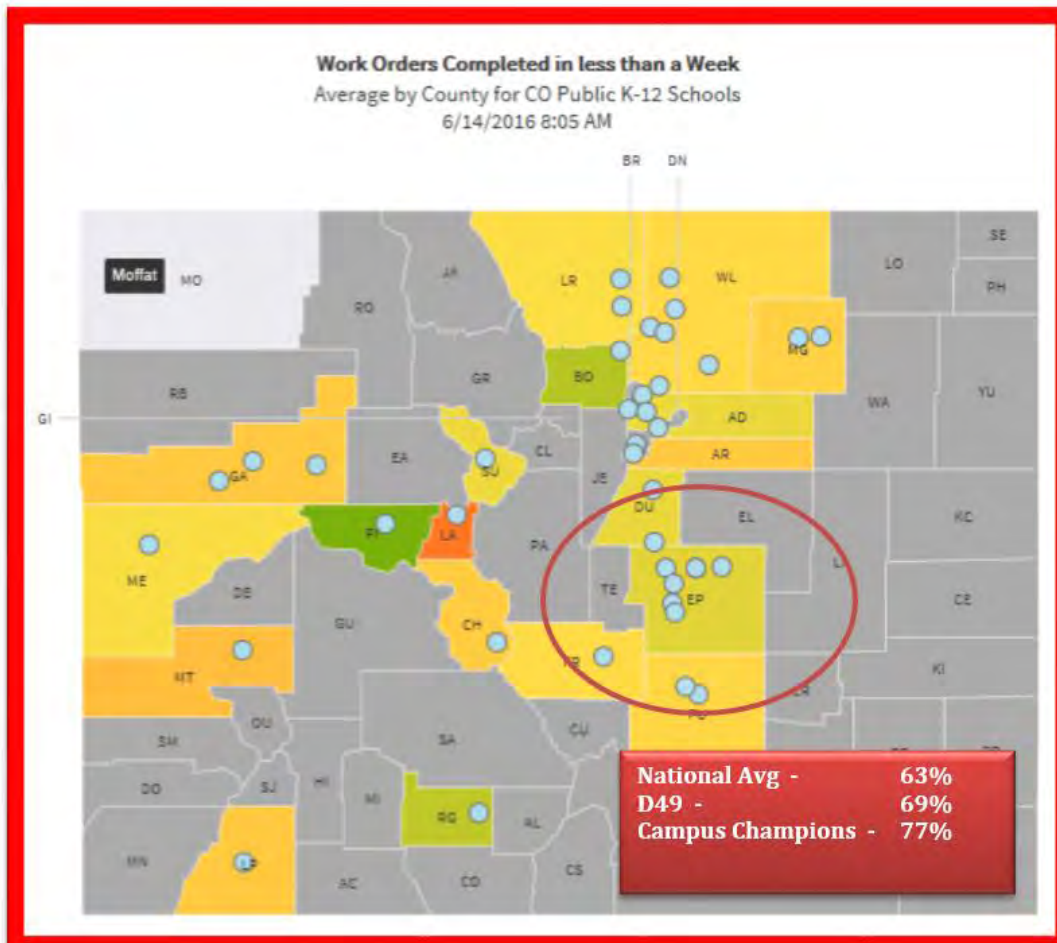 Work Orders Completed in less than a Week
Average by County for CO Public K-12 Schools
6/14/2016 8:05 AM
BR DN
SE
JA LR WL LO
Moffat MO
PH
RO
MG
GR BO
RB YU
WA
GI
AD
CL
AR
EA SU
GA
JE
DU EL KC
PI LA
PA
ME TE
DE EP CE
GU CH
FR KI
MT
OU
CU
SM SA
National Avg - 63%
DO SJ HI D49 - 69%
MI Campus Champions - 77%
RG AL
MN LP
AC CO CS